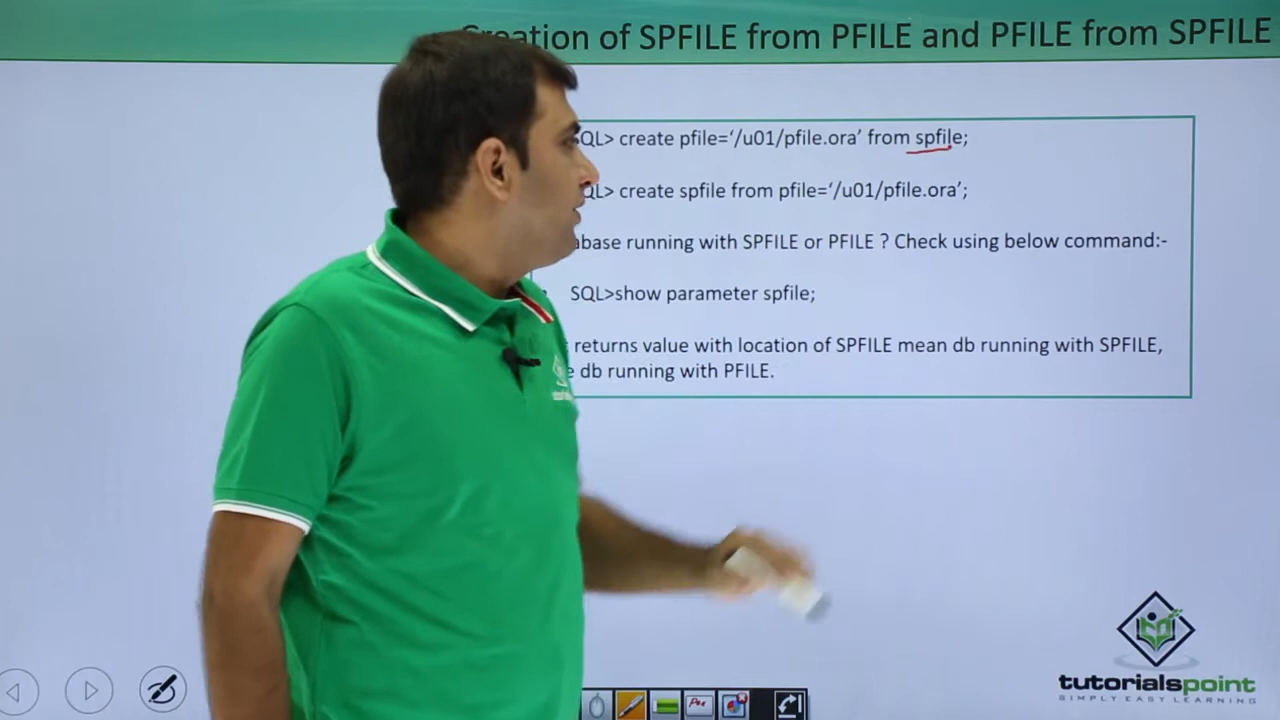 Creation of SPFILE from PFILE and PFILE from SPFILE
SQL> create pfile='/u01/pfile.ora' from spfile;
QL> create spfile from pfile='/u01/pfile.ora';
abase running with SPFILE or PFILE ? Check using below command:-
SQL>show parameter spfile;
returns value with location of SPFILE mean db running with SPFILE,
db running with PFILE.
tutorialspoint
SIMPLY EASY LEARNING